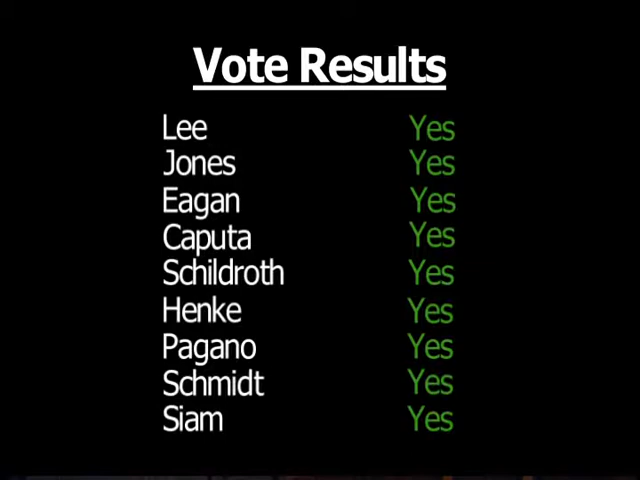 Vote Results
Lee Yes
Jones Yes
Eagan Yes
Caputa Yes
Schildroth Yes
Henke Yes
Pagano Yes
Schmidt Yes
Siam Yes